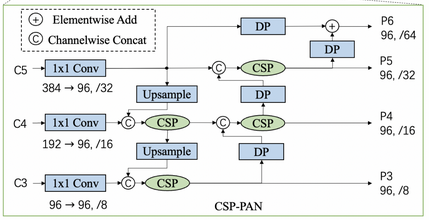 + Elementwise Add
C Channelwise Concat
DP + P6
96, /64
DP
C5 1x1 Conv C CSP P5
384 → 96, /32 96, /32
Upsample DP
C4 1x1 Conv C CSP C CSP P4
192 → 96, /16 96, /16
Upsample DP
C3 1x1 Conv C CSP P3
96 → 96, /8 96, /8
CSP-PAN